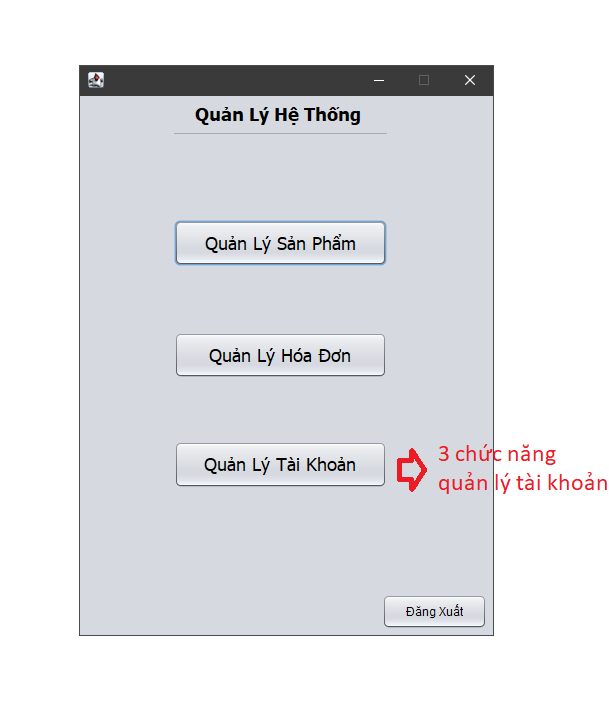 Quản Lý Hệ Thống
Quản Lý Sản Phẩm
Quản Lý Hóa Đơn
Quản Lý Tài Khoản
3 chức năng
quản lý tài khoản
Đăng Xuất